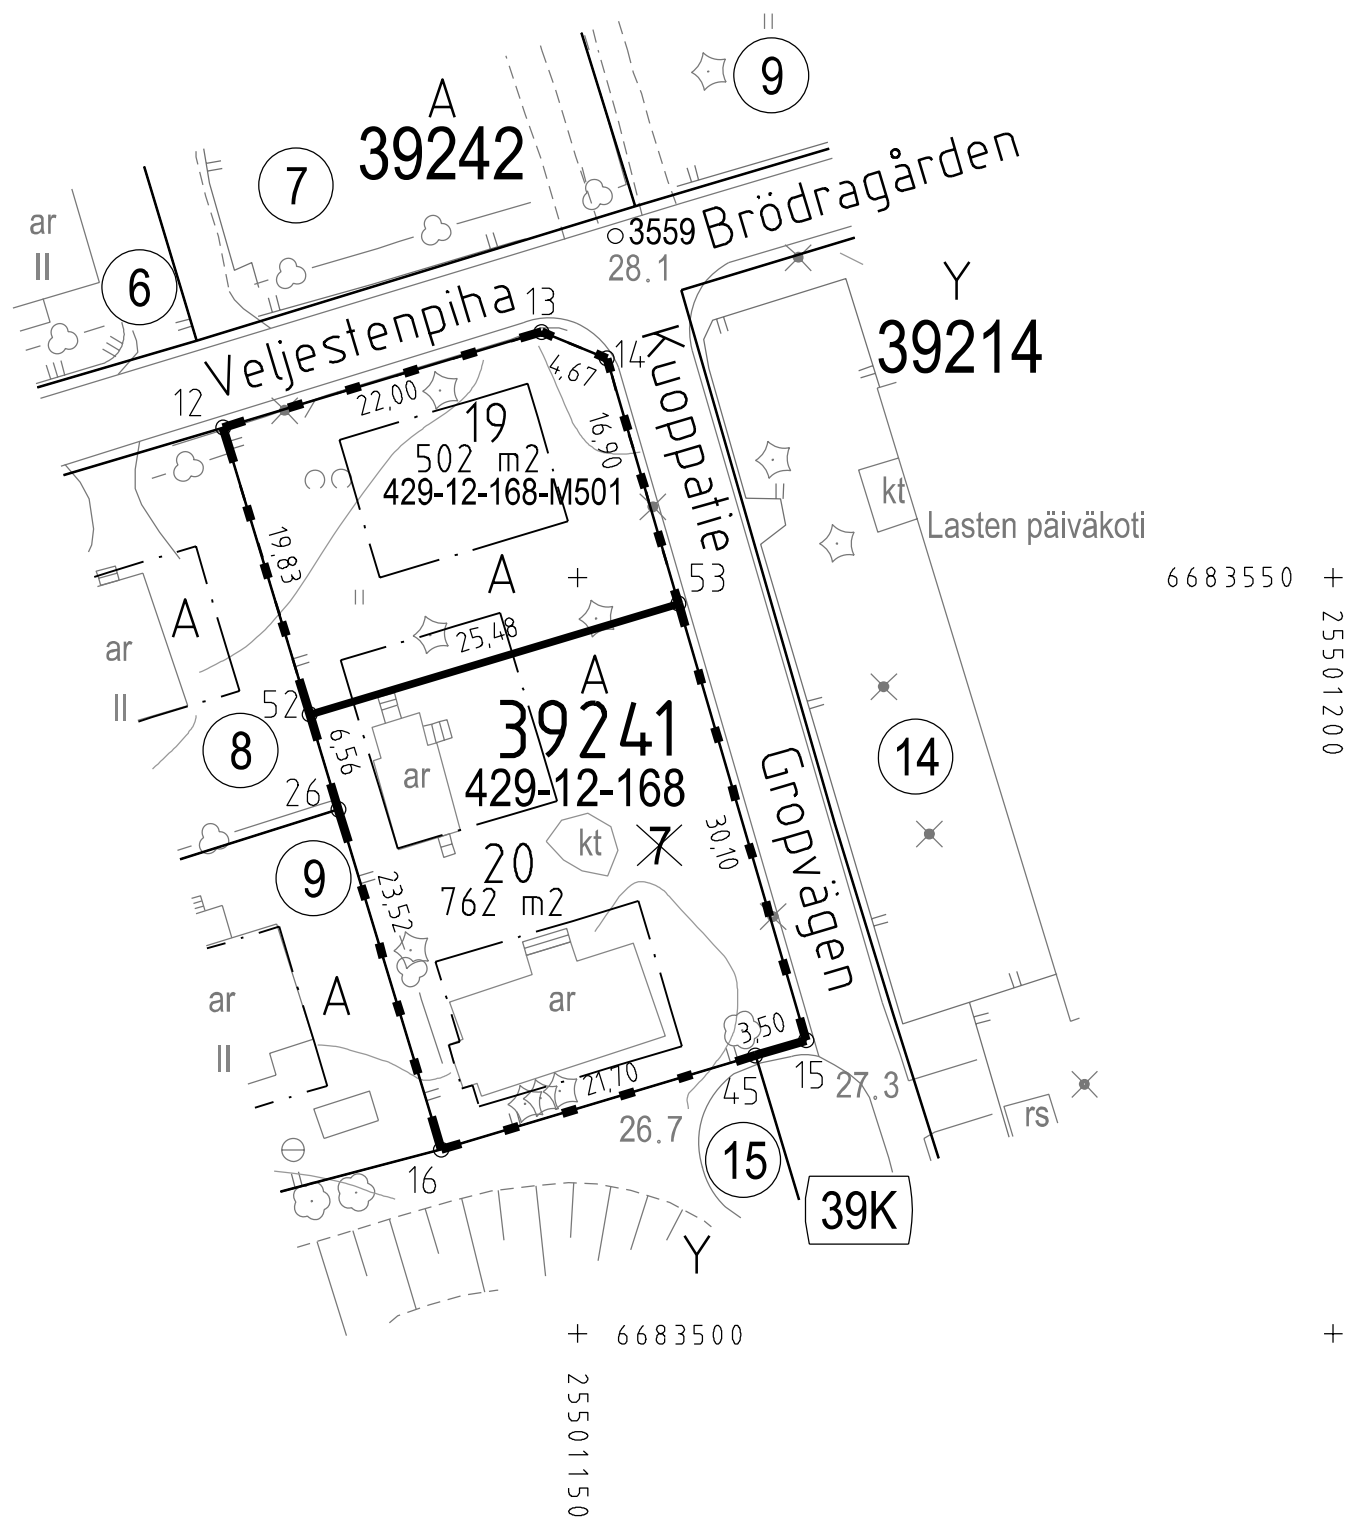 9
A
39242
7
ar
II
6
Brödragården
3559
28.1
Y
39214
Veljestenpiha
13
14
Kuoppatie
12
22,00
4,67
19
502 m2
429-12-168-M501
16,90
kt
Lasten päiväkoti
19,83
A
53
6683550
25501200
A
ar
II
25,48
A
52
39241
429-12-168
6,56
ar
8
26
Gropvägen
14
kt
7
30,10
20
762 m2
9
23,52
ar
II
A
ar
3,50
45
15
27.3
21,70
26.7
rs
16
15
39K
Y
6683500
25501150